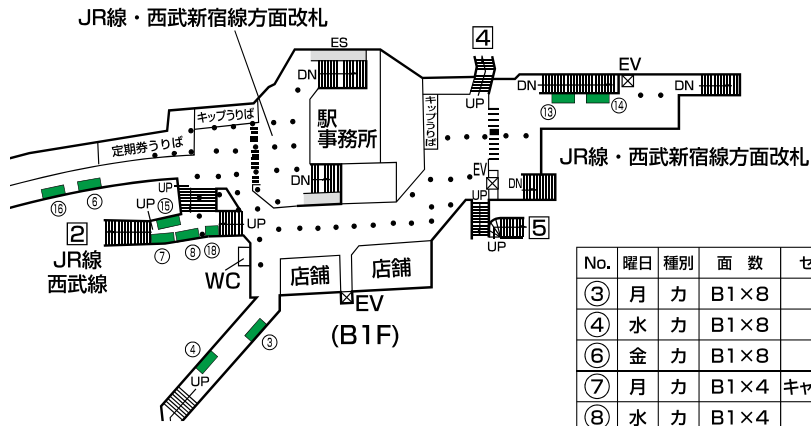 JR線・西武新宿線方面改札
ES
4
EV
DN
DN
DN
UP
⑬
⑭
キップうりば
定期券うりば
駅
事務所
キップうりば
JR線・西武新宿線方面改札
EV
UP
DN
DN
UP
⑯
⑥
⑮
UP
2
JR線
西武線
⑦
⑧
⑱
UP
5
UP
WC
店舗
店舗
EV
(B1F)
④
③
UP
No. 曜日 種別 面 数 セ
③ 月 カ B1×8
④ 水 カ B1×8
⑥ 金 カ B1×8
⑦ 月 カ B1×4 キャ
⑧ 水 カ B1×4